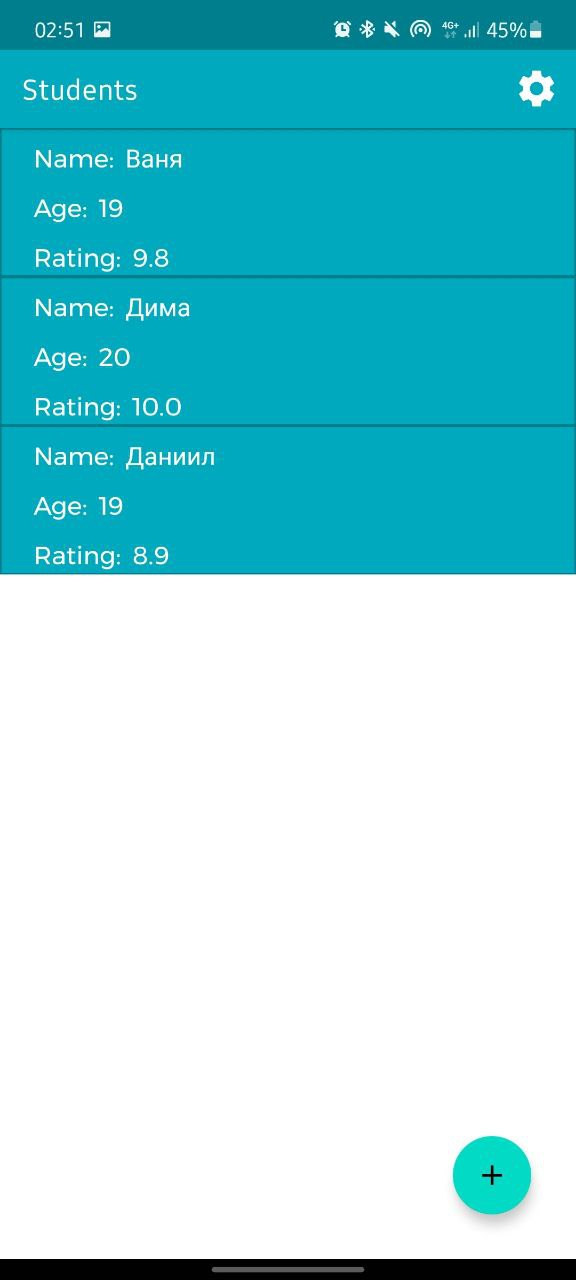 02:51 4G+ 45%
Students
Name: Ваня
Age: 19
Rating: 9.8
Name: Дима
Age: 20
Rating: 10.0
Name: Даниил
Age: 19
Rating: 8.9
+